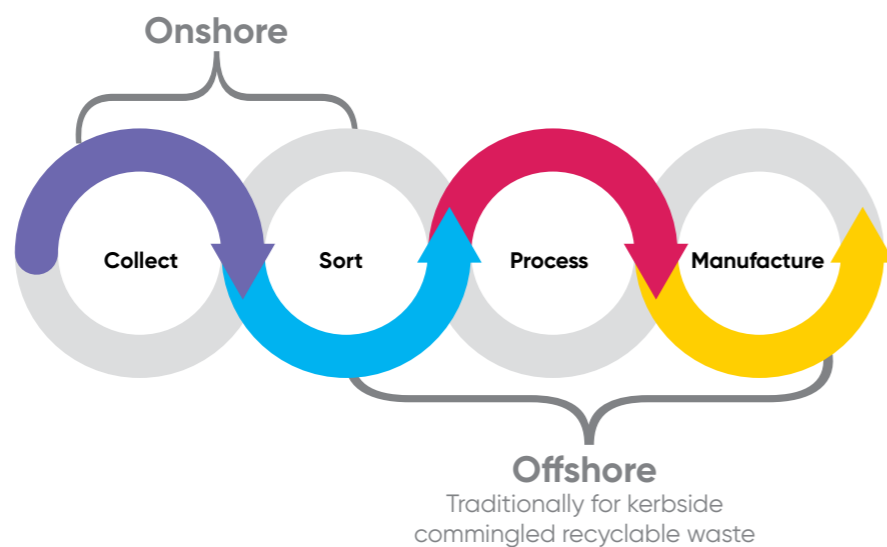 Onshore
Collect
Sort
Process
Manufacture
Offshore
Traditionally for kerbside
commingled recyclable waste